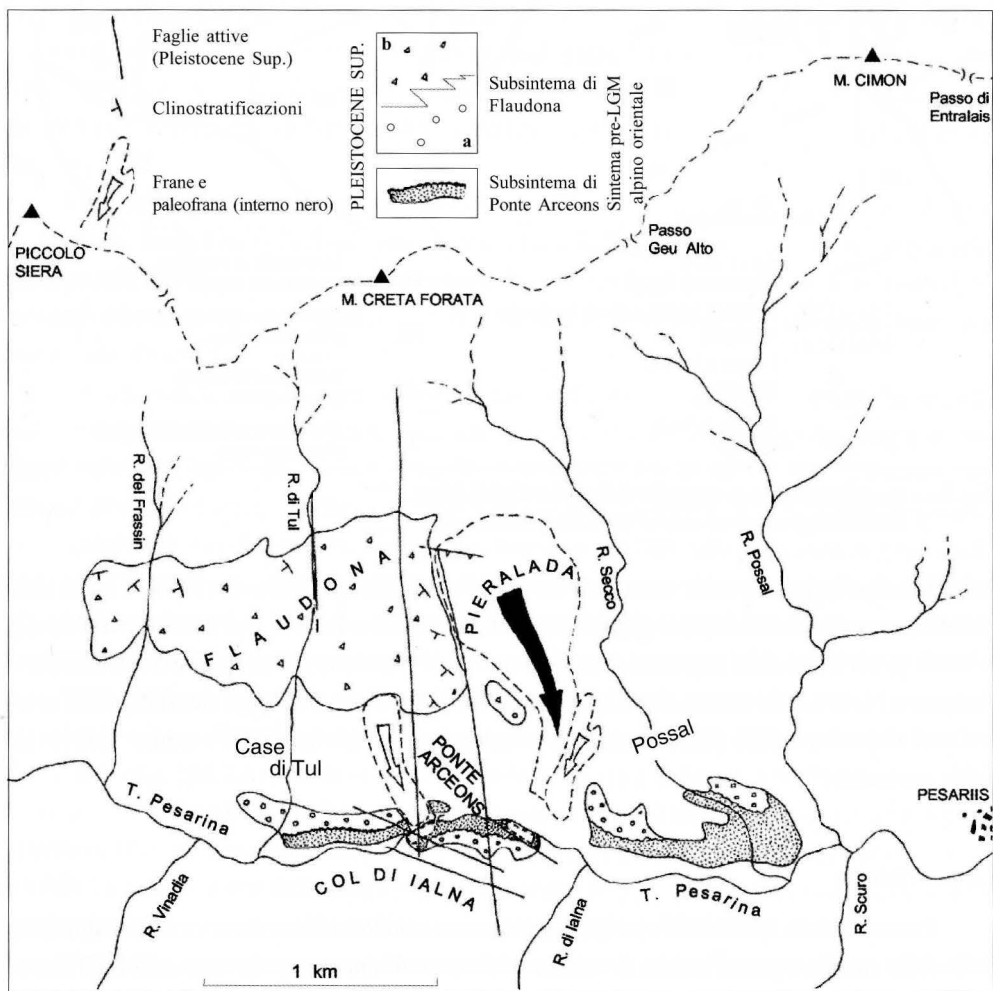 Faglie attive
(Pleistocene Sup.)
Clinostratificazioni
Frane e
paleofrana (interno nero)
PLEISTOCENE SUP.
b
a
Subsintema di
Flaudona
Subsintema di
Ponte Arceons
Sintema pre-LGM
alpino orientale
M. CIMON
Passo di
Entralais
PICCOLO
SIERA
M. CRETA FORATA
Passo
Geu Alto
R. del Frassin
R. di Tul
FLAUDONA
PIERALADA
R. Secco
R. Possal
Case
di Tul
PONTE
ARCEONS
Possal
PESARIIS
T. Pesarina
COL DI IALNA
T. Pesarina
R. Vinadia
R. di Ialna
R. Scuro
1 km